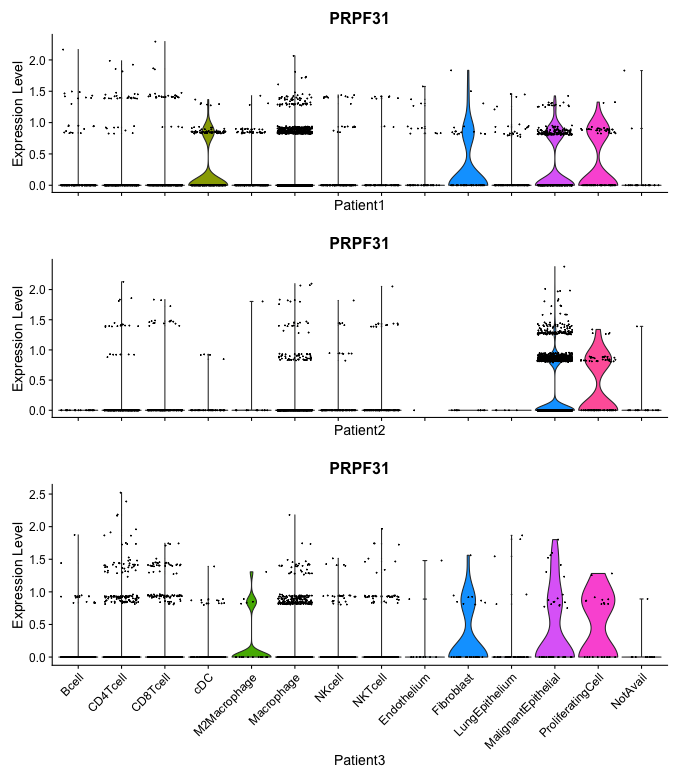 PRPF31
Expression Level
2.0
1.5
1.0
0.5
0.0
Patient1
PRPF31
Expression Level
2.0
1.5
1.0
0.5
0.0
Patient2
PRPF31
Expression Level
2.5
2.0
1.5
1.0
0.5
0.0
Bcell
CD4Tcell
CD8Tcell
cDC
M2Macrophage
Macrophage
NKcell
NKTcell
Endothelium
Fibroblast
LungEpithelium
MalignantEpithelial
ProliferatingCell
NotAvail
Patient3